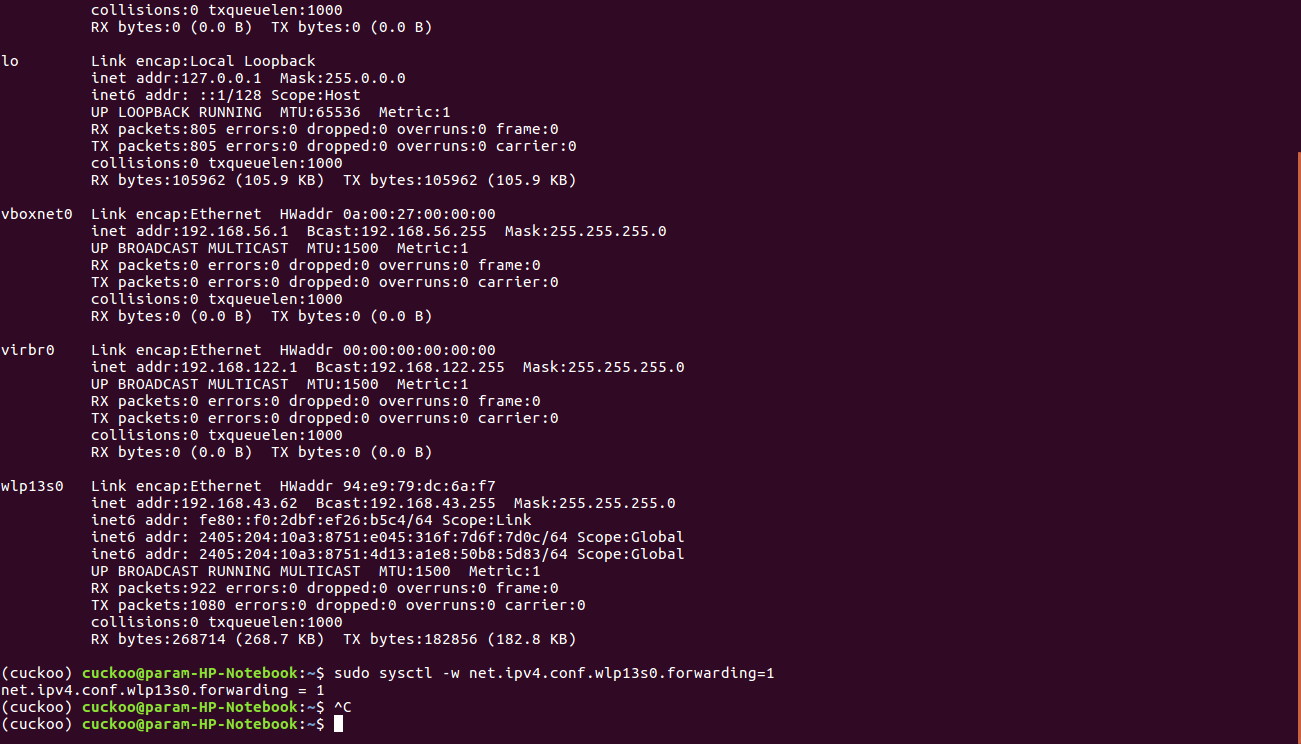 collisions:0 txqueuelen:1000
RX bytes:0 (0.0 B)  TX bytes:0 (0.0 B)
lo        Link encap:Local Loopback
inet addr:127.0.0.1  Mask:255.0.0.0
inet6 addr: ::1/128 Scope:Host
UP LOOPBACK RUNNING  MTU:65536  Metric:1
RX packets:805 errors:0 dropped:0 overruns:0 frame:0
TX packets:805 errors:0 dropped:0 overruns:0 carrier:0
collisions:0 txqueuelen:1000
RX bytes:105962 (105.9 KB)  TX bytes:105962 (105.9 KB)
vboxnet0  Link encap:Ethernet  HWaddr 0a:00:27:00:00:00
inet addr:192.168.56.1  Bcast:192.168.56.255  Mask:255.255.255.0
UP BROADCAST MULTICAST  MTU:1500  Metric:1
RX packets:0 errors:0 dropped:0 overruns:0 frame:0
TX packets:0 errors:0 dropped:0 overruns:0 carrier:0
collisions:0 txqueuelen:1000
RX bytes:0 (0.0 B)  TX bytes:0 (0.0 B)
virbr0    Link encap:Ethernet  HWaddr 00:00:00:00:00:00
inet addr:192.168.122.1  Bcast:192.168.122.255  Mask:255.255.255.0
UP BROADCAST MULTICAST  MTU:1500  Metric:1
RX packets:0 errors:0 dropped:0 overruns:0 frame:0
TX packets:0 errors:0 dropped:0 overruns:0 carrier:0
collisions:0 txqueuelen:1000
RX bytes:0 (0.0 B)  TX bytes:0 (0.0 B)
wlp13s0   Link encap:Ethernet  HWaddr 94:e9:79:dc:6a:f7
inet addr:192.168.43.62  Bcast:192.168.43.255  Mask:255.255.255.0
inet6 addr: fe80::f0:2dbf:ef26:b5c4/64 Scope:Link
inet6 addr: 2405:204:10a3:8751:e045:316f:7d6f:7d0c/64 Scope:Global
inet6 addr: 2405:204:10a3:8751:4d13:a1e8:50b8:5d83/64 Scope:Global
UP BROADCAST RUNNING MULTICAST  MTU:1500  Metric:1
RX packets:922 errors:0 dropped:0 overruns:0 frame:0
TX packets:1080 errors:0 dropped:0 overruns:0 carrier:0
collisions:0 txqueuelen:1000
RX bytes:268714 (268.7 KB)  TX bytes:182856 (182.8 KB)
(cuckoo) cuckoo@param-HP-Notebook:~$ sudo sysctl -w net.ipv4.conf.wlp13s0.forwarding=1
net.ipv4.conf.wlp13s0.forwarding = 1
(cuckoo) cuckoo@param-HP-Notebook:~$ ^C
(cuckoo) cuckoo@param-HP-Notebook:~$